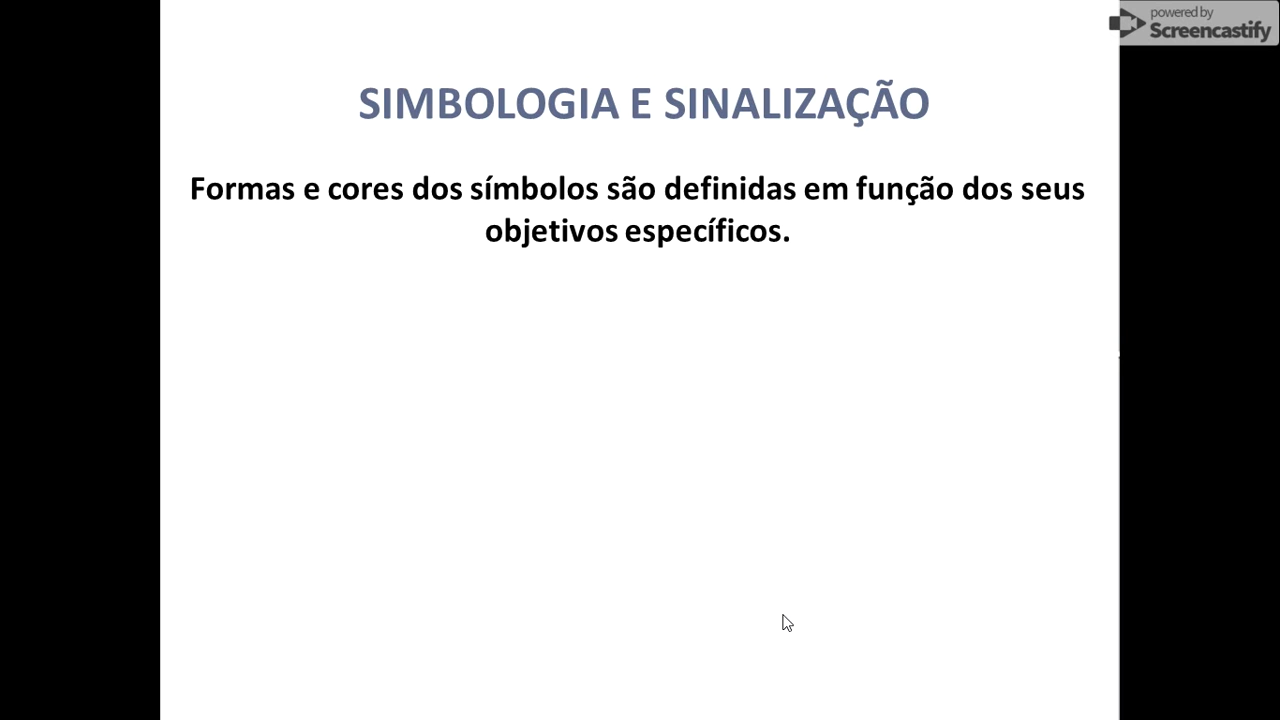 powered by
Screencastify
SIMBOLOGIA E SINALIZAÇÃO
Formas e cores dos símbolos são definidas em função dos seus
objetivos específicos.